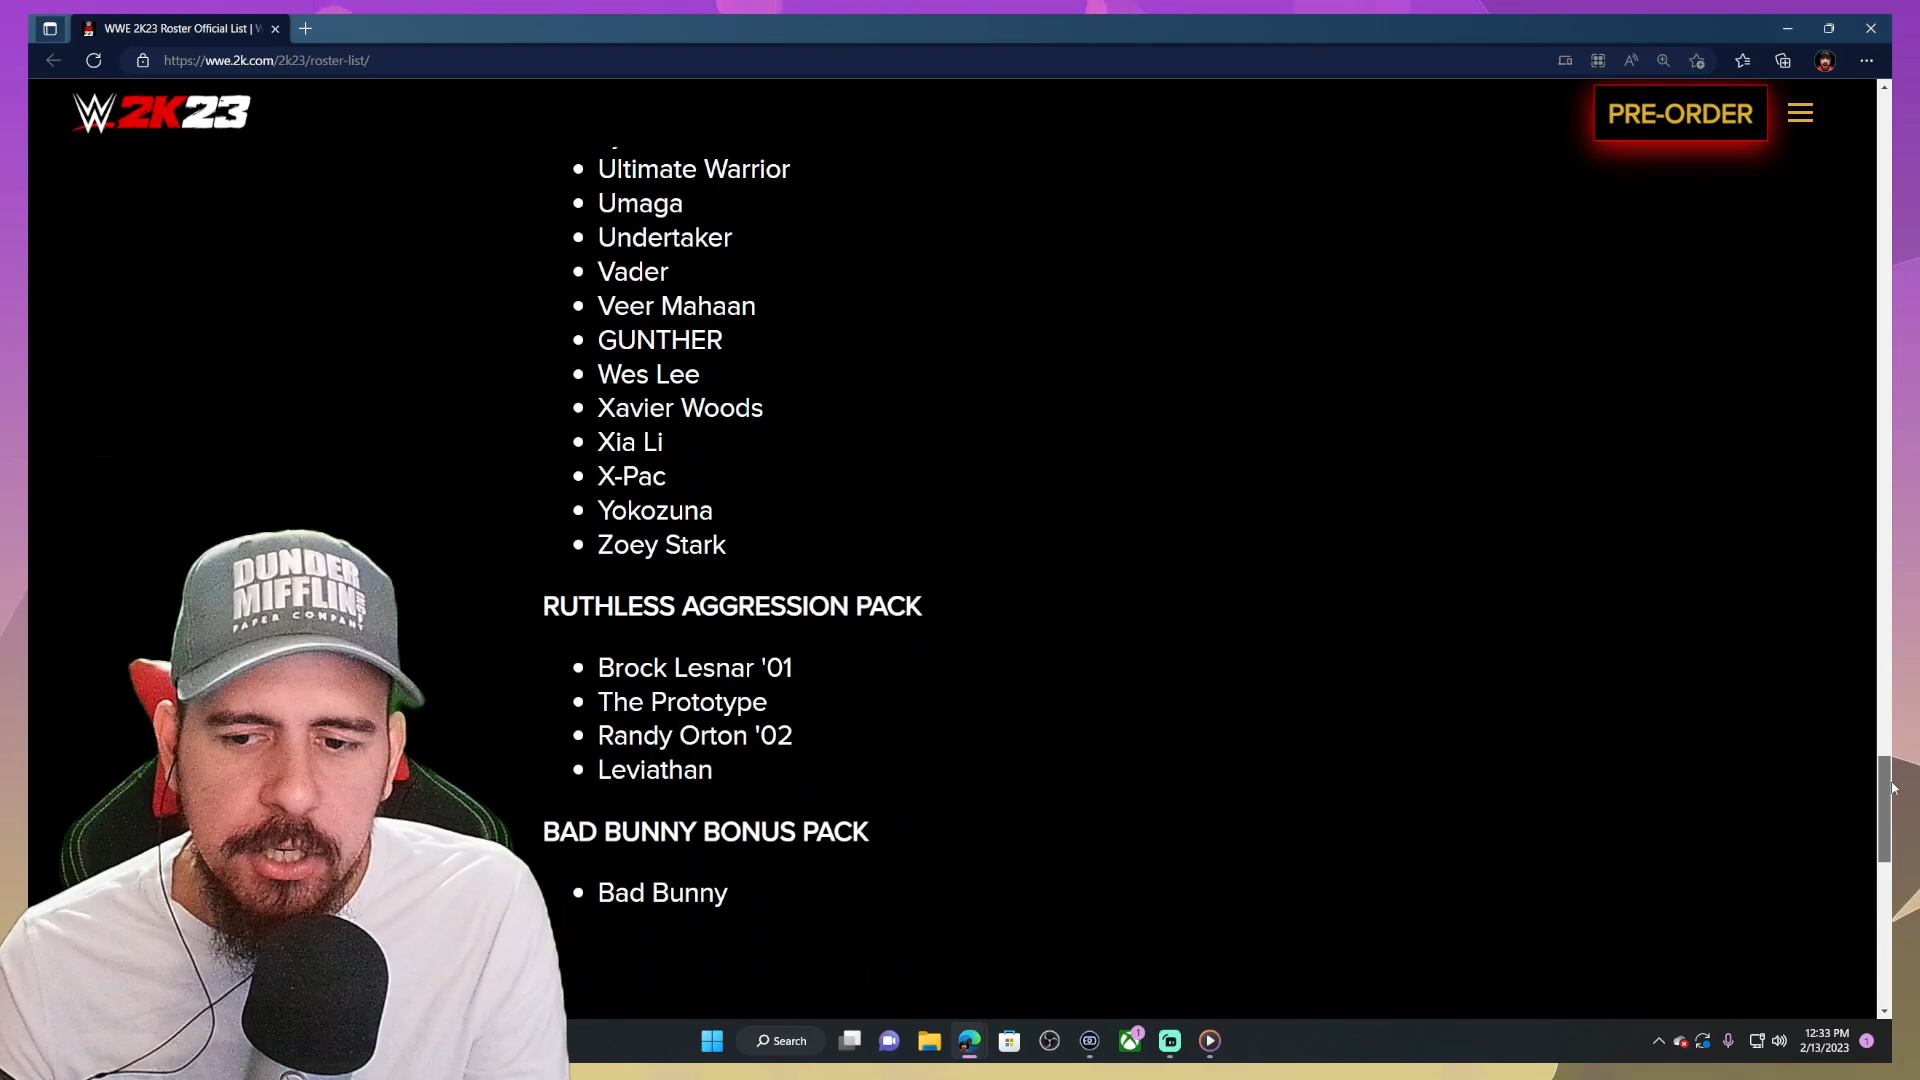 WWE 2K23 Roster Official List | W
https://wwe.2k.com/2k23/roster-list/
W 2K23
PRE-ORDER
Ultimate Warrior
Umaga
Undertaker
Vader
Veer Mahaan
GUNTHER
Wes Lee
Xavier Woods
Xia Li
X-Pac
Yokozuna
Zoey Stark
RUTHLESS AGGRESSION PACK
Brock Lesnar '01
The Prototype
Randy Orton '02
Leviathan
BAD BUNNY BONUS PACK
Bad Bunny
DUNDER
MIFFLIN INC
PAPER COMPANY
Search
1
12:33 PM
2/13/2023
1